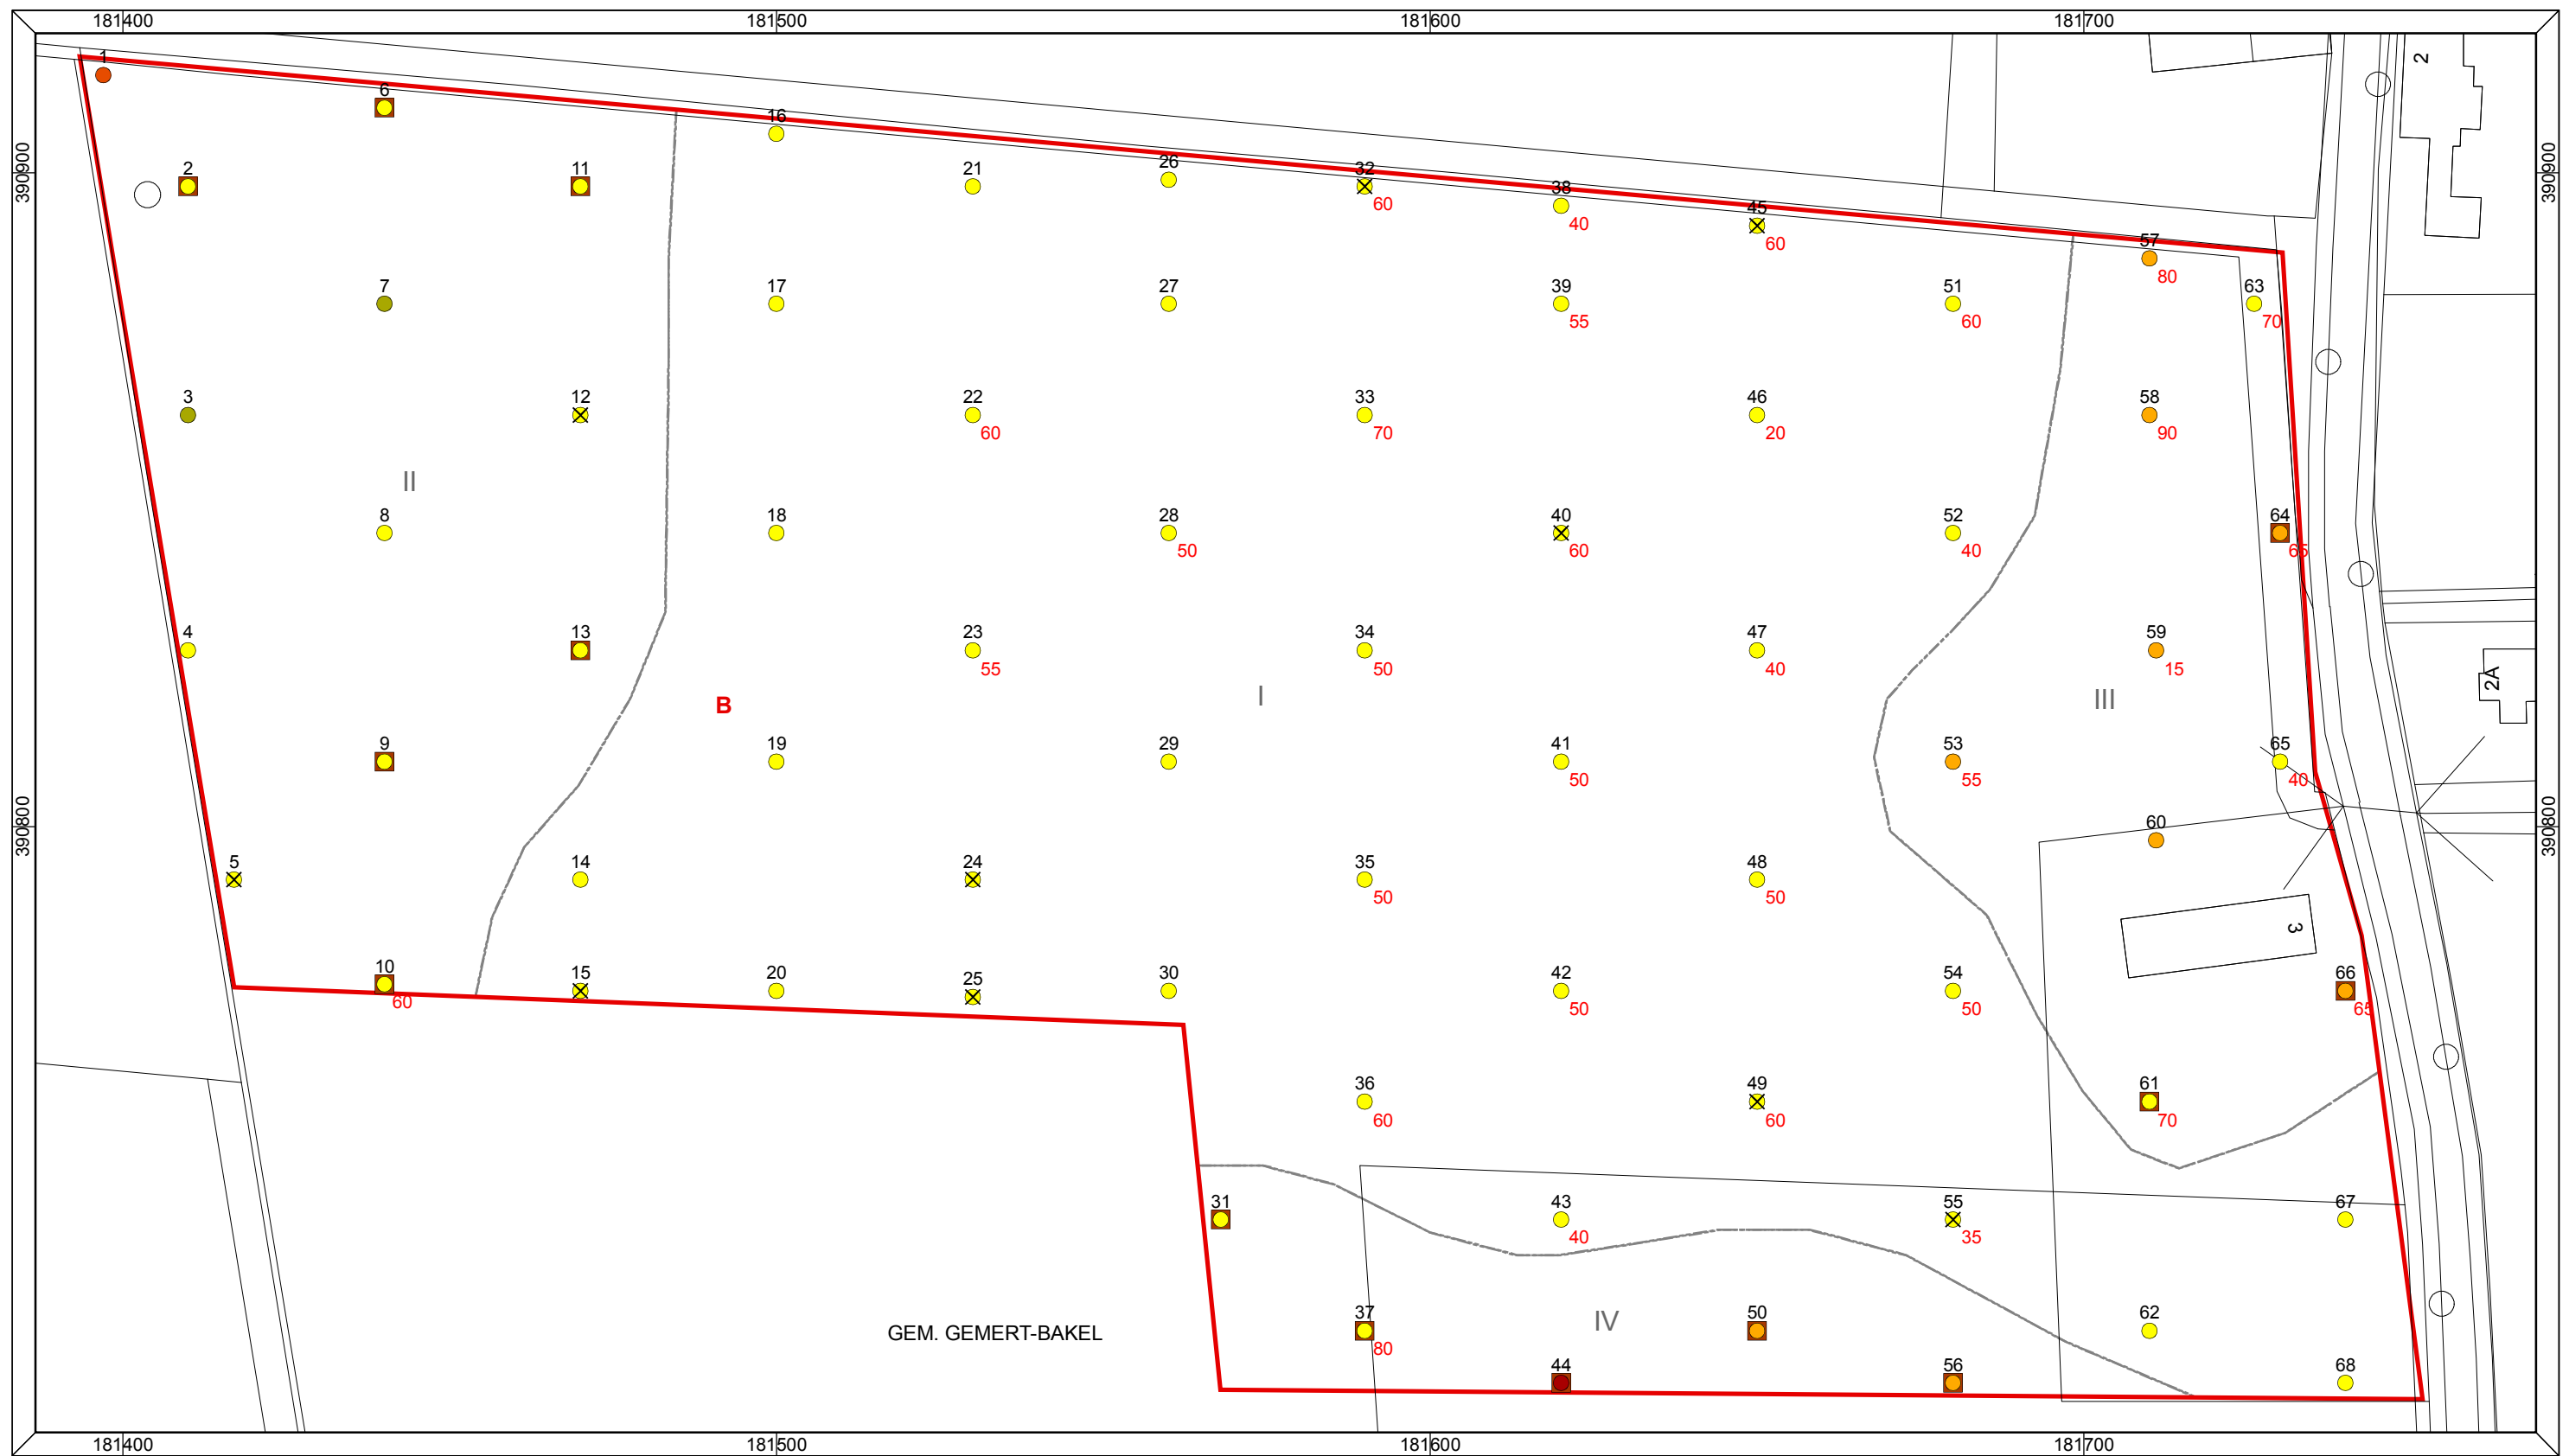 181400 181500 181600 181700
1 2
6
16
390900 2 11 21 26 32 38 390900
60 40
45
60
57
80
7 17 27 39 51 63
55 60 70
3 12 22 33 46 58
60 70 20 90
II
8 18 28 40 52 64
50 60 40 65
4 13 23 34 47 59
55 50 40 15
B I III 2A
9 19 29 41 53 65
50 55 40
390800 60 390800
5 14 24 35 48
50 50
3
10 15 20 25 30 42 54 66
60 50 50 65
36 49 61
60 60 70
31 43 55 67
40 35
IV
GEM. GEMERT-BAKEL 37 50 62
80
44 56 68
181400 181500 181600 181700